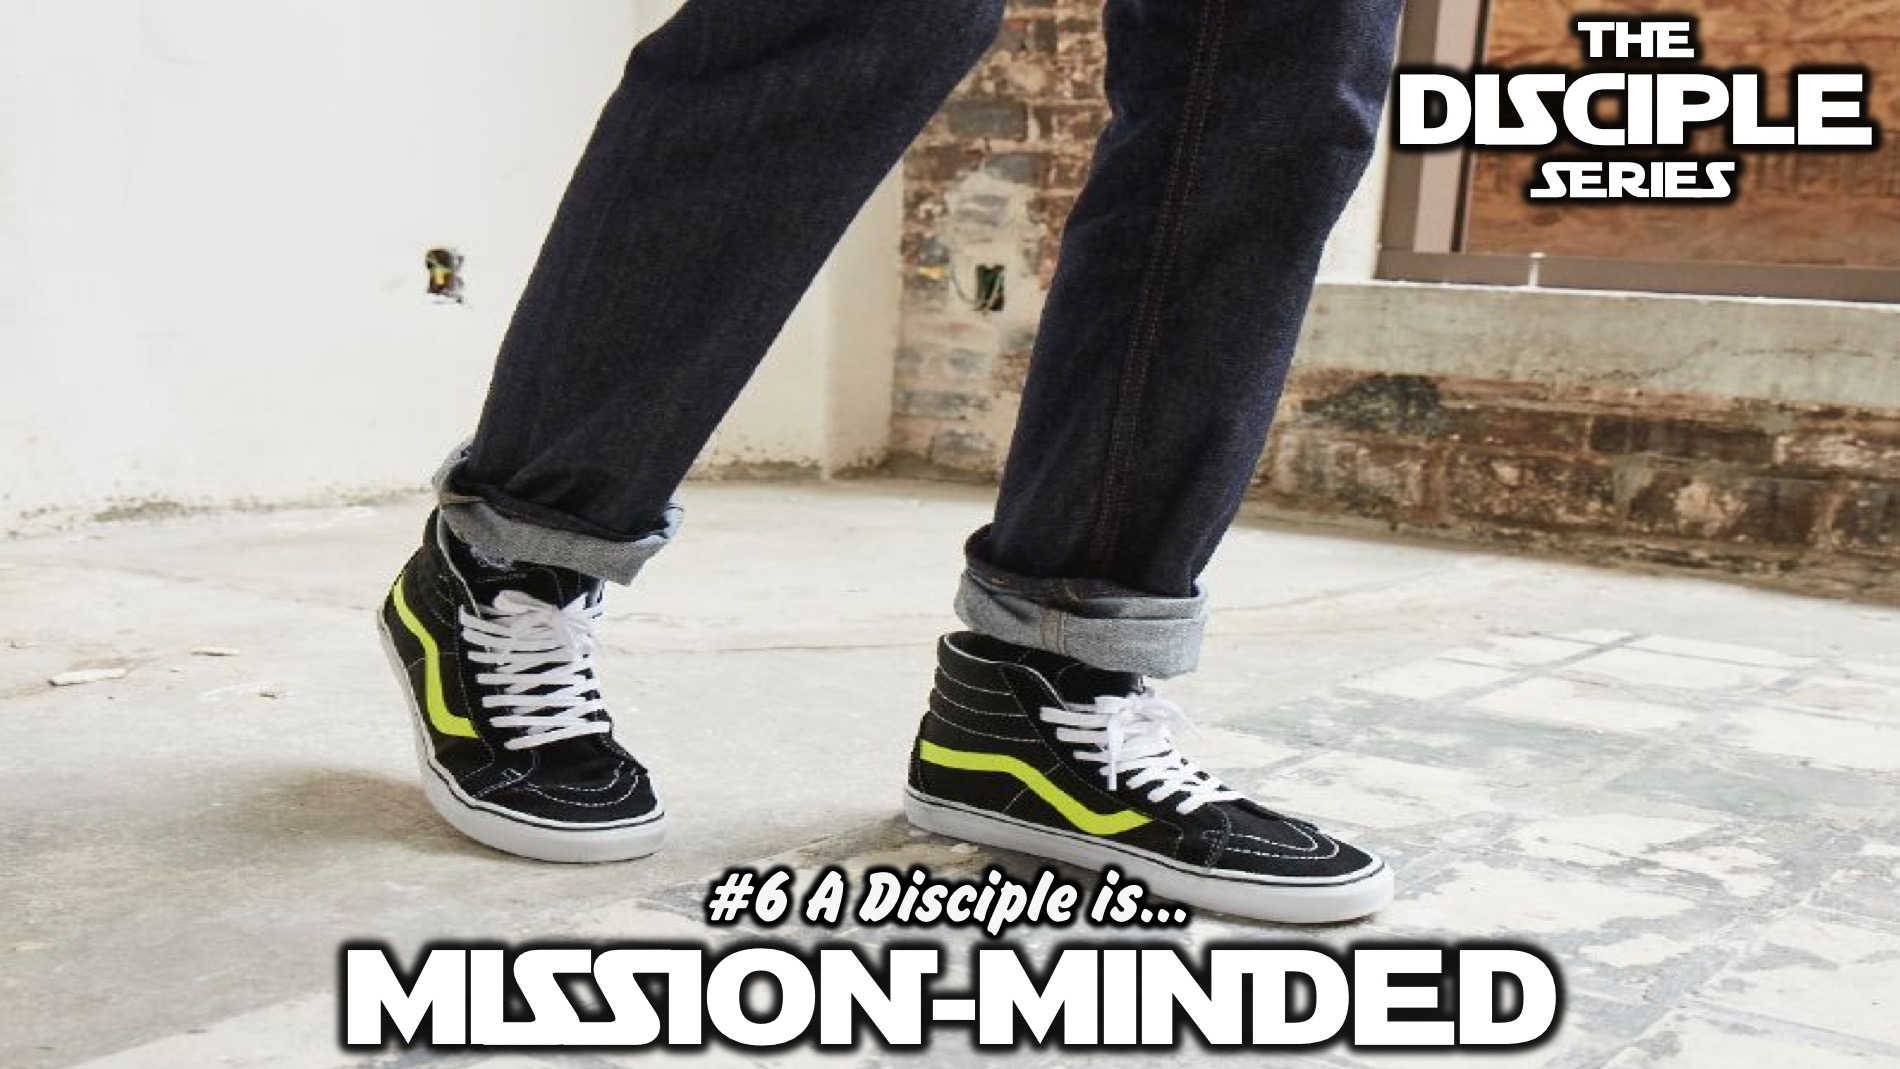 THE
DISCIPLE
SERIES
#6 A Disciple is...
MISSION-MINDED